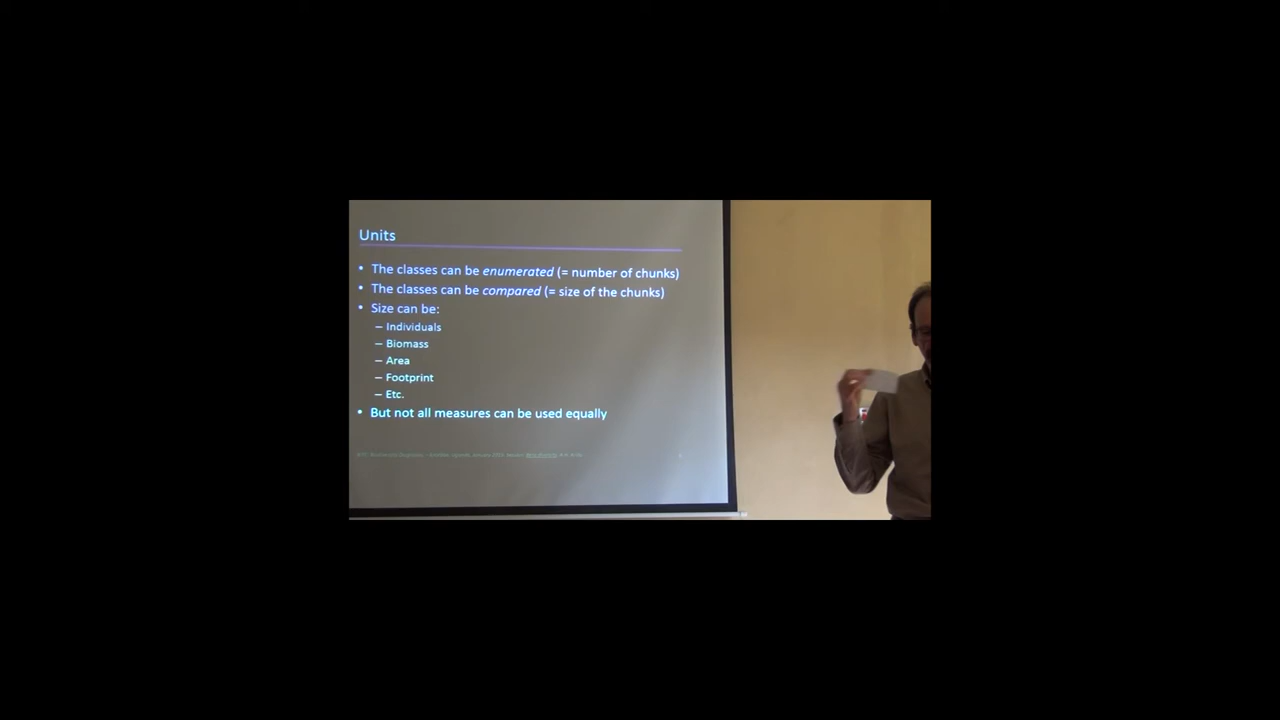 Units
• The classes can be enumerated (= number of chunks)
• The classes can be compared (= size of the chunks)
• Size can be:
– Individuals
– Biomass
– Area
– Footprint
– Etc.
• But not all measures can be used equally